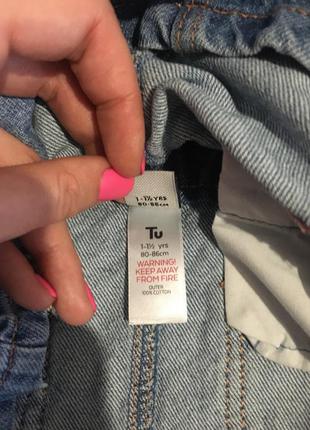 1-1½ YRS
80-86CM
Tu
1-1½ yrs
80-86cm
WARNING!
KEEP AWAY
FROM FIRE
OUTER
100% COTTON